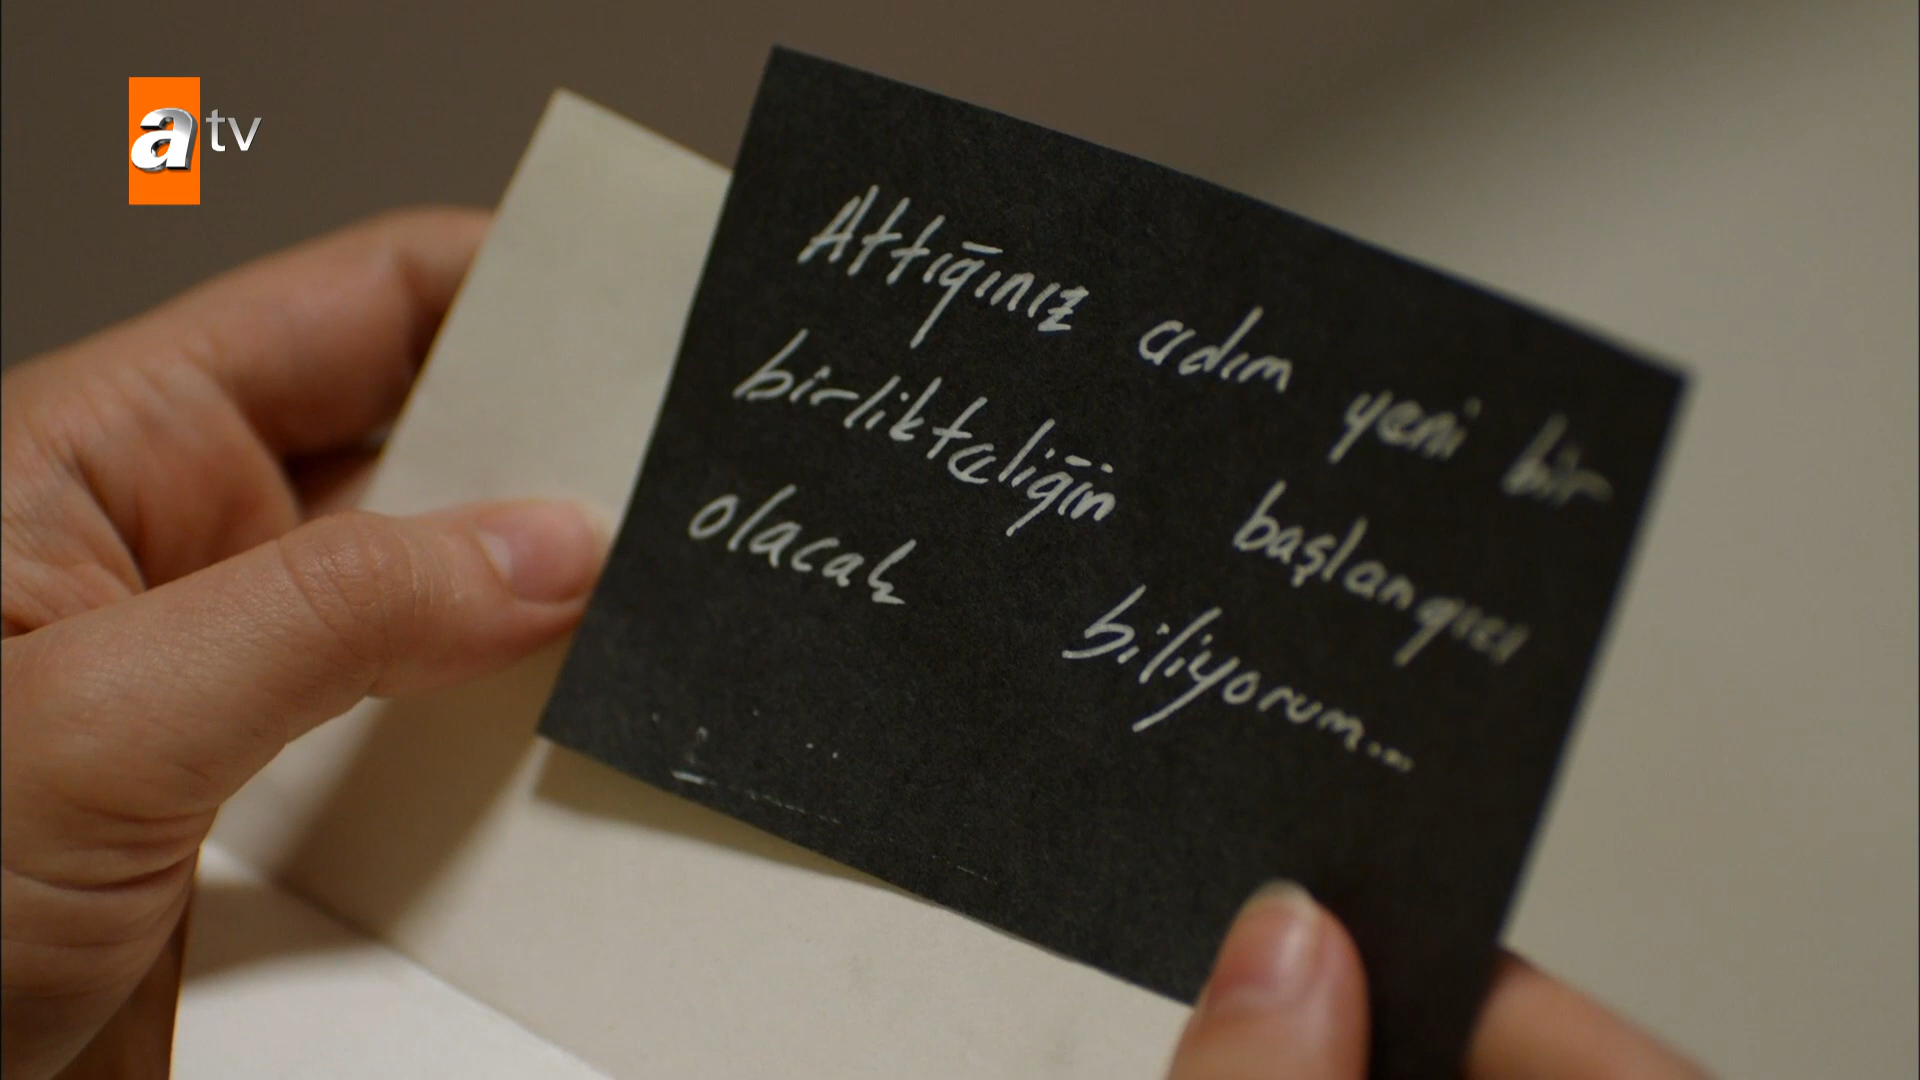 atv
Attığınız adım yeni bir
birlikteliğin başlangıcı
olacak biliyorum...